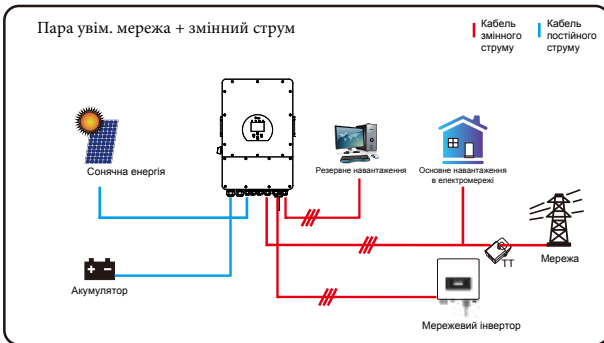 Пара увім. мережа + змінний струм
Кабель
змінного
струму
Кабель
постійного
струму
Сонячна енергія
Резервне навантаження
Основне навантаження
в електромережі
ТТ
Мережа
Акумулятор
Мережевий інвертор